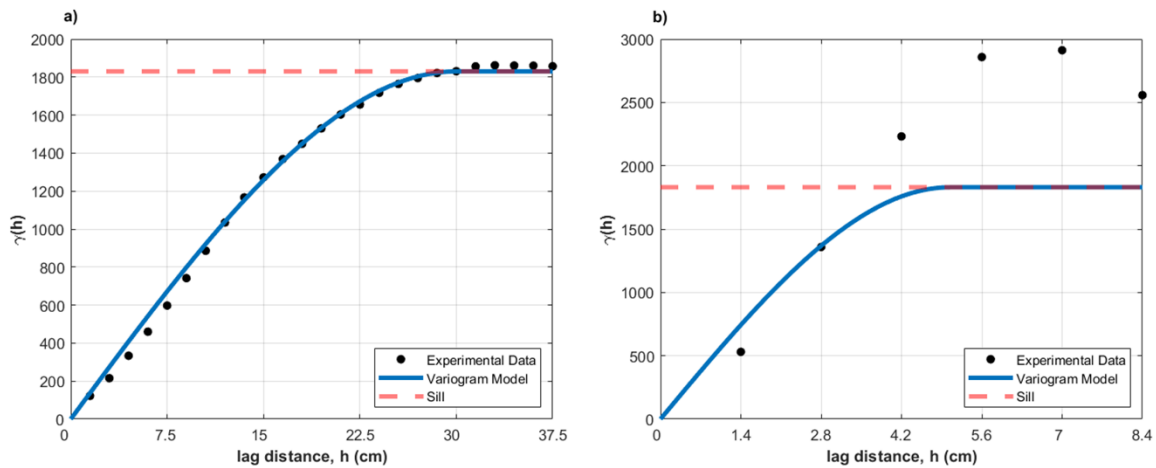 a)
2000
1800
1600
1400
1200
1000
800
600
400
200
0
γ(h)
0 7.5 15 22.5 30 37.5
lag distance, h (cm)
Experimental Data
Variogram Model
Sill
b)
3000
2500
2000
1500
1000
500
0
γ(h)
0 1.4 2.8 4.2 5.6 7 8.4
lag distance, h (cm)
Experimental Data
Variogram Model
Sill